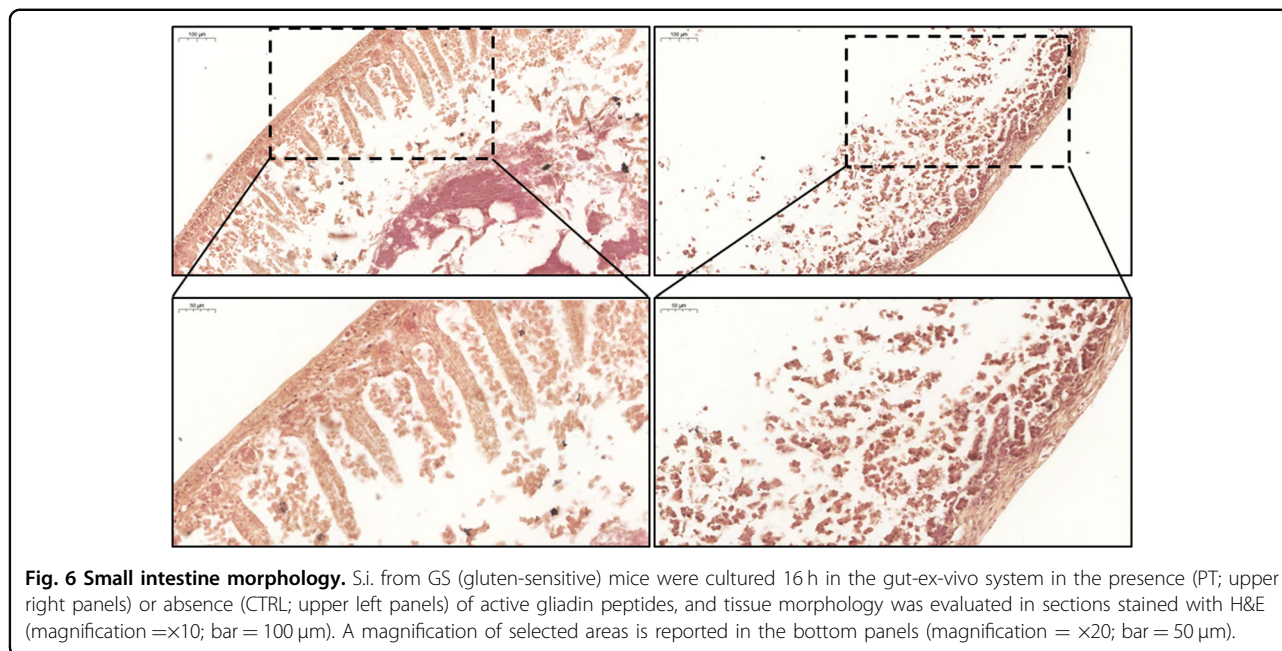 100 µm
100 µm
50 µm
50 µm
Fig. 6 Small intestine morphology. S.i. from GS (gluten-sensitive) mice were cultured 16 h in the gut-ex-vivo system in the presence (PT; upper
right panels) or absence (CTRL; upper left panels) of active gliadin peptides, and tissue morphology was evaluated in sections stained with H&E
(magnification =×10; bar = 100 µm). A magnification of selected areas is reported in the bottom panels (magnification = ×20; bar = 50 µm).